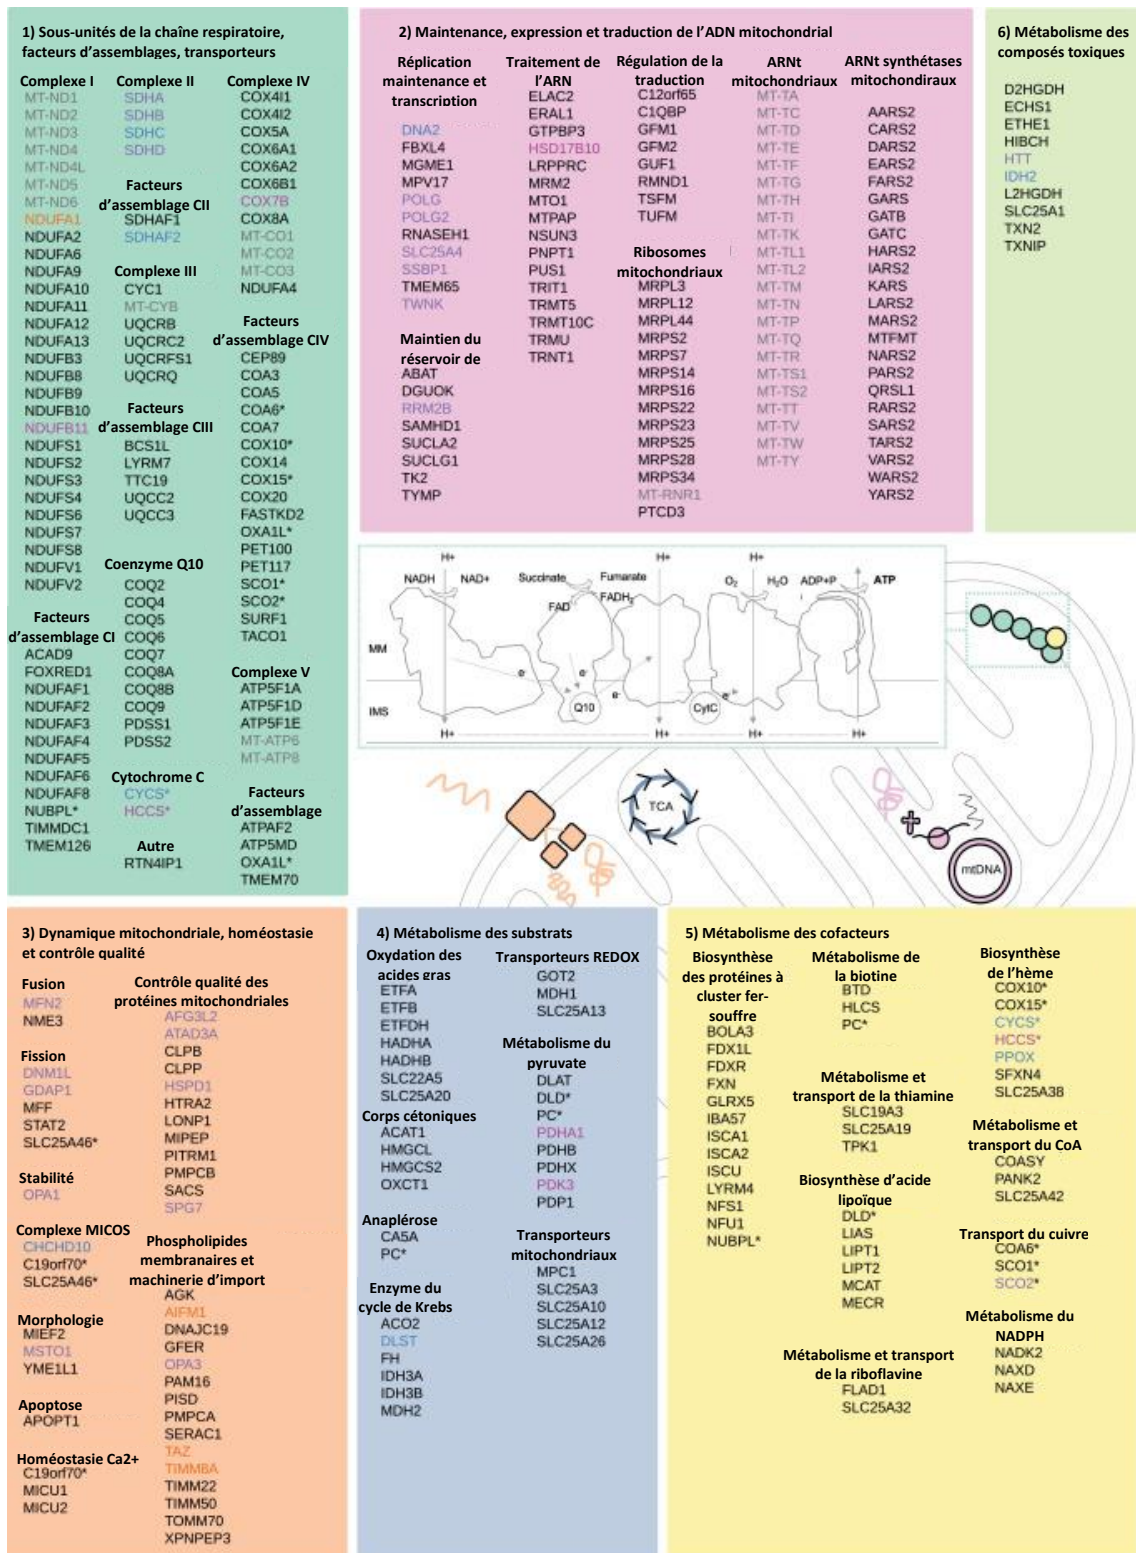 1) Sous-unités de la chaîne respiratoire,
facteurs d'assemblages, transporteurs
Complexe I
MT-ND1
MT-ND2
MT-ND3
MT-ND4
MT-ND4L
MT-ND5
MT-ND6
NDUFA1
NDUFA2
NDUFA6
NDUFA9
NDUFA10
NDUFA11
NDUFA12
NDUFA13
NDUFB3
NDUFB8
NDUFB9
NDUFB10
NDUFB11
NDUFS1
NDUFS2
NDUFS3
NDUFS4
NDUFS6
NDUFS7
NDUFS8
NDUFV1
NDUFV2
Facteurs
d'assemblage CI
ACAD9
FOXRED1
NDUFAF1
NDUFAF2
NDUFAF3
NDUFAF4
NDUFAF5
NDUFAF6
NDUFAF8
NUBPL*
TIMMDC1
TMEM126
Complexe II
SDHA
SDHB
SDHC
SDHD
Facteurs
d'assemblage CII
SDHAF1
SDHAF2
Complexe III
CYC1
MT-CYB
UQCRB
UQCRC2
UQCRFS1
UQCRQ
Facteurs
d'assemblage CIII
BCS1L
LYRM7
TTC19
UQCC2
UQCC3
Coenzyme Q10
COQ2
COQ4
COQ5
COQ6
COQ7
COQ8A
COQ8B
COQ9
PDSS1
PDSS2
Cytochrome C
CYCS*
HCCS*
Autre
RTN4IP1
Complexe IV
COX4I1
COX4I2
COX5A
COX6A1
COX6A2
COX6B1
COX7B
COX8A
MT-CO1
MT-CO2
MT-CO3
NDUFA4
Facteurs
d'assemblage CIV
CEP89
COA3
COA5
COA6*
COA7
COX10*
COX14
COX15*
COX20
FASTKD2
OXA1L*
PET100
PET117
SCO1*
SCO2*
SURF1
TACO1
Complexe V
ATP5F1A
ATP5F1D
ATP5F1E
MT-ATP6
MT-ATP8
Facteurs
d'assemblage
ATPAF2
ATP5MD
OXA1L*
TMEM70
2) Maintenance, expression et traduction de l'ADN mitochondrial
Réplication
maintenance et
transcription
DNA2
FBXL4
MGME1
MPV17
POLG
POLG2
RNASEH1
SLC25A4
SSBP1
TMEM65
TWNK
Maintien du
réservoir de
ABAT
DGUOK
RRM2B
SAMHD1
SUCLA2
SUCLG1
TK2
TYMP
Traitement de
l'ARN
ELAC2
ERAL1
GTPBP3
HSD17B10
LRPPRC
MRM2
MTO1
MTPAP
NSUN3
PNPT1
PUS1
TRIT1
TRMT5
TRMT10C
TRMU
TRNT1
Régulation de la
traduction
C12orf65
C1QBP
GFM1
GFM2
GUF1
RMND1
TSFM
TUFM
Ribosomes
mitochondriaux
MRPL3
MRPL12
MRPL44
MRPS2
MRPS7
MRPS14
MRPS16
MRPS22
MRPS23
MRPS25
MRPS28
MRPS34
MT-RNR1
PTCD3
ARNt
mitochondriaux
MT-TA
MT-TC
MT-TD
MT-TE
MT-TF
MT-TG
MT-TH
MT-TI
MT-TK
MT-TL1
MT-TL2
MT-TM
MT-TN
MT-TP
MT-TQ
MT-TR
MT-TS1
MT-TS2
MT-TT
MT-TV
MT-TW
MT-TY
ARNt synthétases
mitochondiraux
AARS2
CARS2
DARS2
EARS2
FARS2
GARS
GATB
GATC
HARS2
IARS2
KARS
LARS2
MARS2
MTFMT
NARS2
PARS2
QRSL1
RARS2
SARS2
TARS2
VARS2
WARS2
YARS2
6) Métabolisme des
composés toxiques
D2HGDH
ECHS1
ETHE1
HIBCH
HTT
IDH2
L2HGDH
SLC25A1
TXN2
TXNIP
H+ H+ H+
NADH NAD+ Succinate Fumarate O2 H2O ADP+P ATP
i
FAD FADH2
MM
e- e- e-
IMS
Q10 CytC
H+ H+ H+ H+
TCA
mtDNA
3) Dynamique mitochondriale, homéostasie
et contrôle qualité
Fusion
MFN2
NME3
Fission
DNM1L
GDAP1
MFF
STAT2
SLC25A46*
Stabilité
OPA1
Complexe MICOS
CHCHD10
C19orf70*
SLC25A46*
Morphologie
MIEF2
MSTO1
YME1L1
Apoptose
APOPT1
Homéostasie Ca2+
C19orf70*
MICU1
MICU2
Contrôle qualité des
protéines mitochondriales
AFG3L2
ATAD3A
CLPB
CLPP
HSPD1
HTRA2
LONP1
MIPEP
PITRM1
PMPCB
SACS
SPG7
Phospholipides
membranaires et
machinerie d'import
AGK
AIFM1
DNAJC19
GFER
OPA3
PAM16
PISD
PMPCA
SERAC1
TAZ
TIMM8A
TIMM22
TIMM50
TOMM70
XPNPEP3
4) Métabolisme des substrats
Oxydation des
acides gras
ETFA
ETFB
ETFDH
HADHA
HADHB
SLC22A5
SLC25A20
Corps cétoniques
ACAT1
HMGCL
HMGCS2
OXCT1
Anaplérose
CA5A
PC*
Enzyme du
cycle de Krebs
ACO2
DLST
FH
IDH3A
IDH3B
MDH2
Transporteurs REDOX
GOT2
MDH1
SLC25A13
Métabolisme du
pyruvate
DLAT
DLD*
PC*
PDHA1
PDHB
PDHX
PDK3
PDP1
Transporteurs
mitochondriaux
MPC1
SLC25A3
SLC25A10
SLC25A12
SLC25A26
5) Métabolisme des cofacteurs
Biosynthèse
des protéines à
cluster fer-
souffre
BOLA3
FDX1L
FDXR
FXN
GLRX5
IBA57
ISCA1
ISCA2
ISCU
LYRM4
NFS1
NFU1
NUBPL*
Métabolisme de
la biotine
BTD
HLCS
PC*
Métabolisme et
transport de la thiamine
SLC19A3
SLC25A19
TPK1
Biosynthèse d'acide
lipoïque
DLD*
LIAS
LIPT1
LIPT2
MCAT
MECR
Métabolisme et transport
de la riboflavine
FLAD1
SLC25A32
Biosynthèse
de l'hème
COX10*
COX15*
CYCS*
HCCS*
PPOX
SFXN4
SLC25A38
Métabolisme et
transport du CoA
COASY
PANK2
SLC25A42
Transport du cuivre
COA6*
SCO1*
SCO2*
Métabolisme du
NADPH
NADK2
NAXD
NAXE